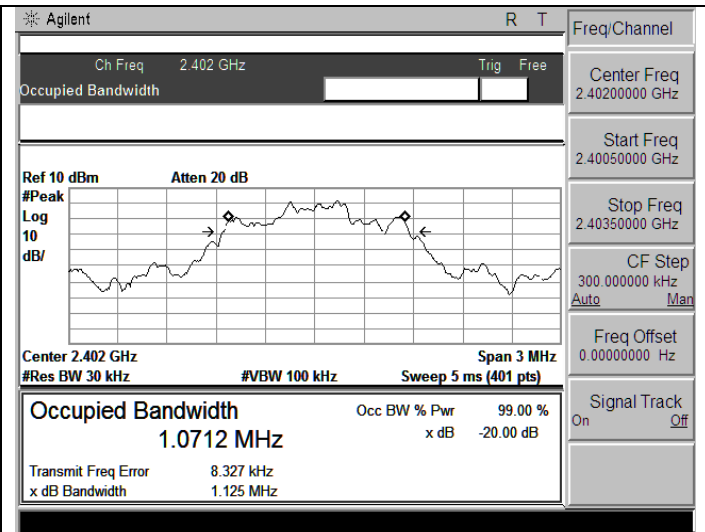 Agilent R T
Ch Freq 2.402 GHz Trig Free
Occupied Bandwidth
Ref 10 dBm Atten 20 dB
#Peak
Log
10
dB/
Center 2.402 GHz Span 3 MHz
#Res BW 30 kHz #VBW 100 kHz Sweep 5 ms (401 pts)
Occupied Bandwidth Occ BW % Pwr 99.00 %
1.0712 MHz x dB -20.00 dB
Transmit Freq Error 8.327 kHz
x dB Bandwidth 1.125 MHz
Freq/Channel
Center Freq
2.40200000 GHz
Start Freq
2.40050000 GHz
Stop Freq
2.40350000 GHz
CF Step
300.000000 kHz
Auto Man
Freq Offset
0.00000000 Hz
Signal Track
On Off